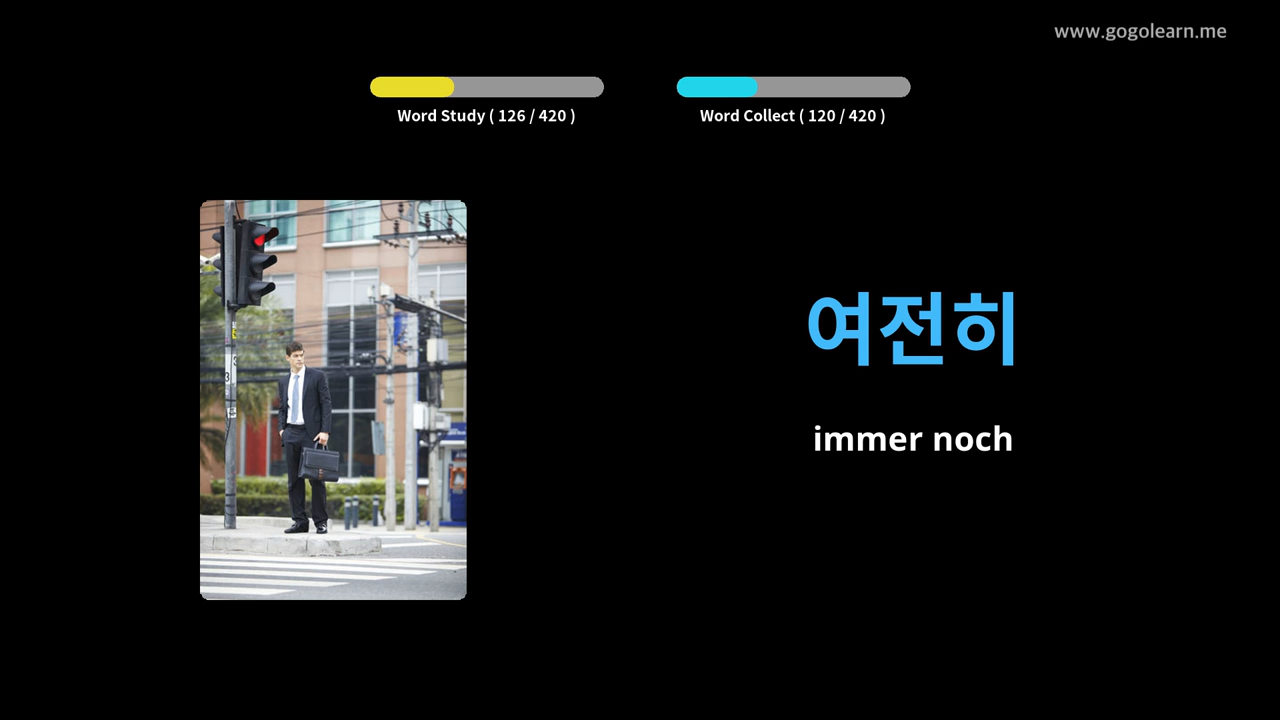 www.gogolearn.me
Word Study ( 126 / 420 )
Word Collect ( 120 / 420 )
여전히
immer noch